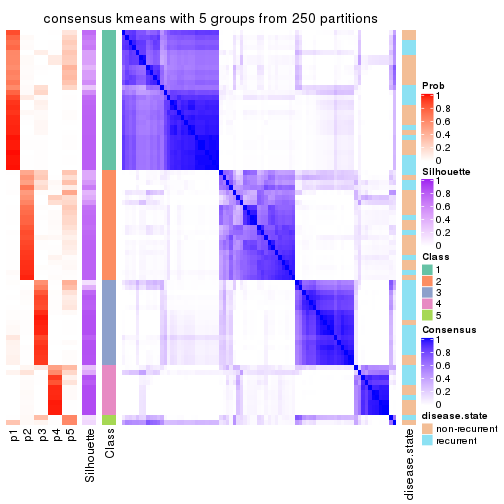 consensus kmeans with 5 groups from 250 partitions
Prob
1
0.8
0.6
0.4
0.2
0
Silhouette
1
0.8
0.6
0.4
0.2
0
Class
1
2
3
4
5
Consensus
1
0.8
0.6
0.4
0.2
0
disease.state
non-recurrent
recurrent
p1
p2
p3
p4
p5
Silhouette
Class
disease.state